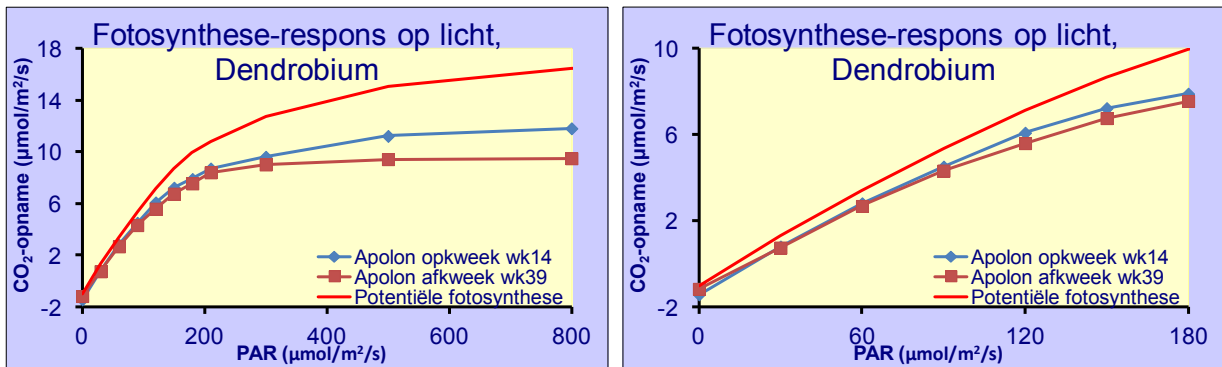 Fotosynthese-respons op licht,
Dendrobium
CO₂-opname (µmol/m²/s)
18
14
10
6
2
-2
Apolon opkweek wk14
Apolon afkweek wk39
Potentiële fotosynthese
0 200 400 600 800
PAR (µmol/m²/s)
Fotosynthese-respons op licht,
Dendrobium
CO₂-opname (µmol/m²/s)
10
6
2
-2
Apolon opkweek wk14
Apolon afkweek wk39
Potentiële fotosynthese
0 60 120 180
PAR (µmol/m²/s)